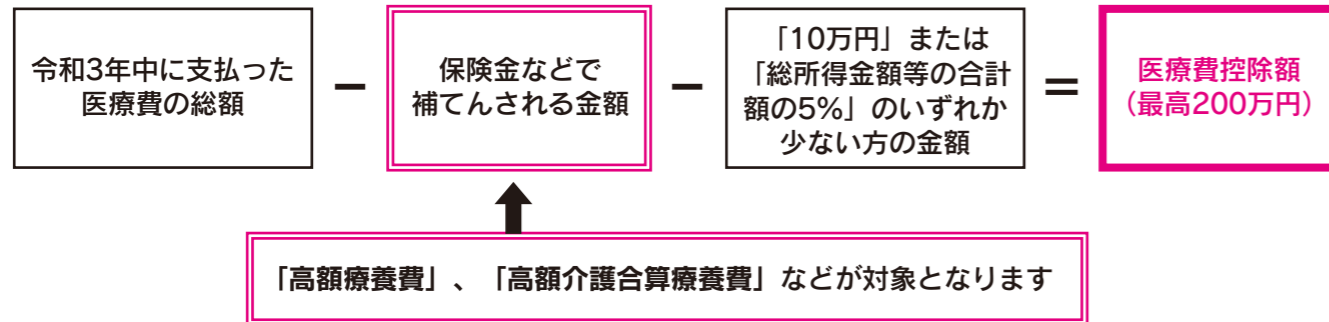 令和3年中に支払った
医療費の総額
−
保険金などで
補てんされる金額
−
「10万円」または
「総所得金額等の合計
額の5%」のいずれか
少ない方の金額
＝
医療費控除額
（最高200万円）
「高額療養費」、「高額介護合算療養費」などが対象となります